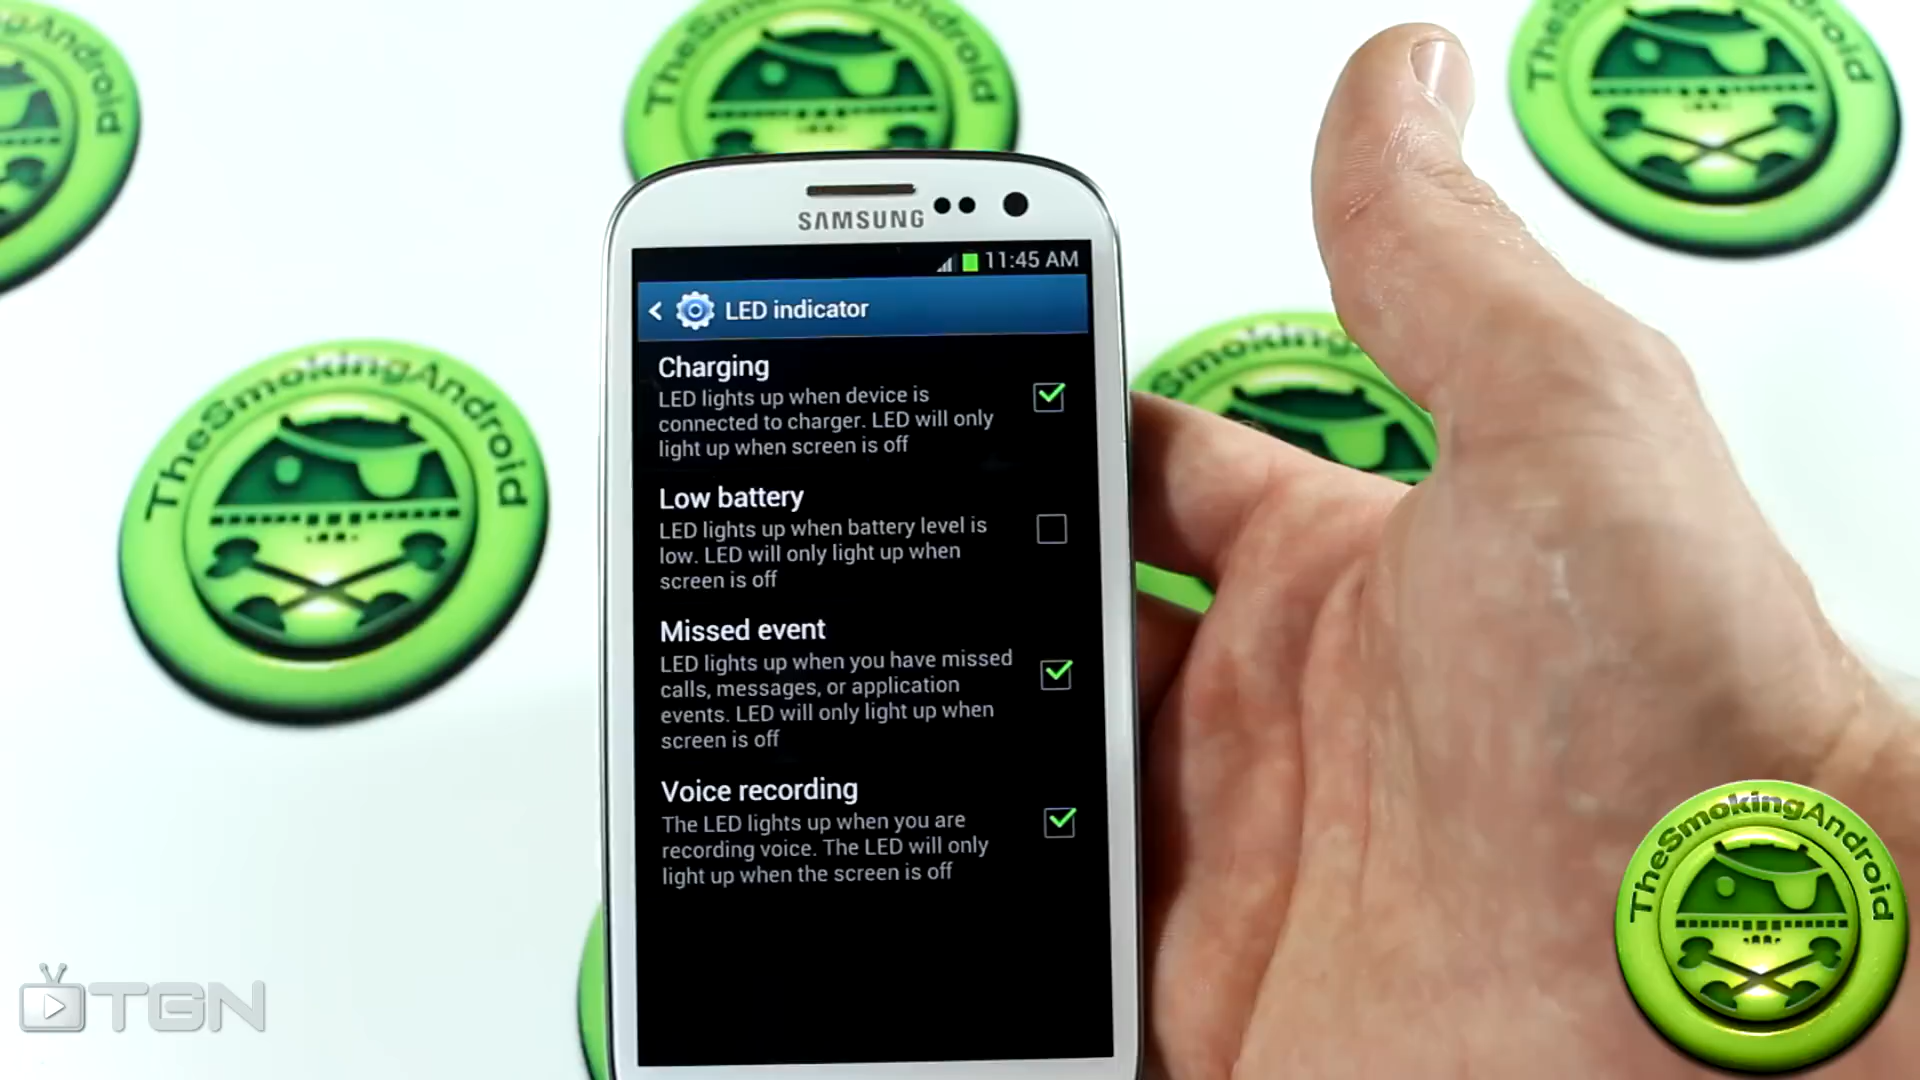 TheSmokingAndroid
TheSmokingAndroid
TheSmokingAndroid
SAMSUNG
11:45 AM
LED indicator
Charging
LED lights up when device is
connected to charger. LED will only
light up when screen is off
Low battery
LED lights up when battery level is
low. LED will only light up when
screen is off
Missed event
LED lights up when you have missed
calls, messages, or application
events. LED will only light up when
screen is off
Voice recording
The LED lights up when you are
recording voice. The LED will only
light up when the screen is off
TheSmokingAndroid
SmokingA
TheSmokingAndroid
TGN